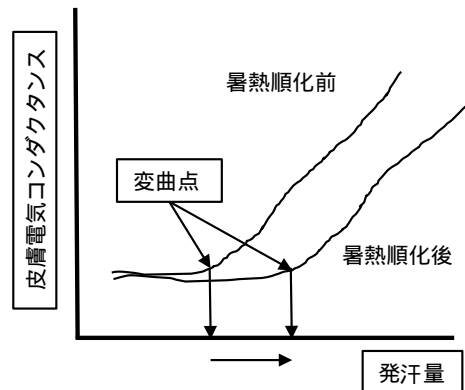 暑熱順化前
変曲点
皮膚電気コンダクタンス
暑熱順化後
発汗量